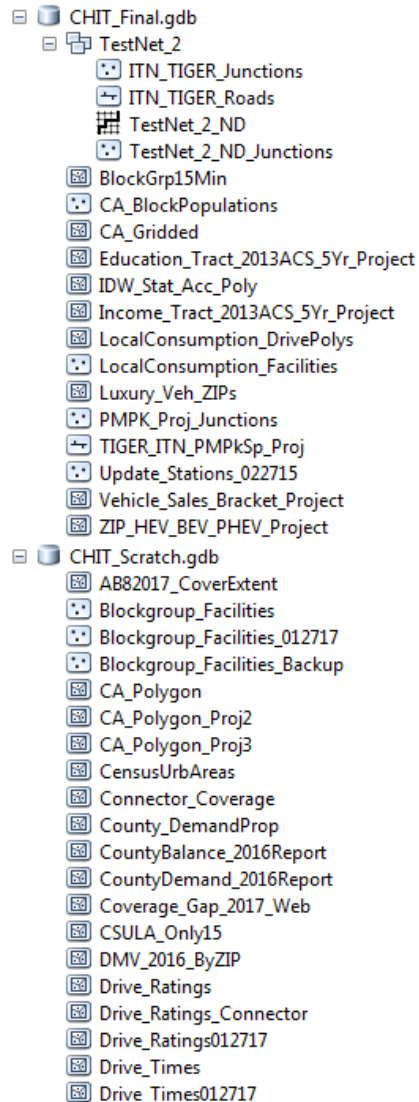 CHIT_Final.gdb
TestNet_2
ITN_TIGER_Junctions
ITN_TIGER_Roads
TestNet_2_ND
TestNet_2_ND_Junctions
BlockGrp15Min
CA_BlockPopulations
CA_Gridded
Education_Tract_2013ACS_5Yr_Project
IDW_Stat_Acc_Poly
Income_Tract_2013ACS_5Yr_Project
LocalConsumption_DrivePolys
LocalConsumption_Facilities
Luxury_Veh_ZIPs
PMPK_Proj_Junctions
TIGER_ITN_PMPkSp_Proj
Update_Stations_022715
Vehicle_Sales_Bracket_Project
ZIP_HEV_BEV_PHEV_Project
CHIT_Scratch.gdb
AB82017_CoverExtent
Blockgroup_Facilities
Blockgroup_Facilities_012717
Blockgroup_Facilities_Backup
CA_Polygon
CA_Polygon_Proj2
CA_Polygon_Proj3
CensusUrbAreas
Connector_Coverage
County_DemandProp
CountyBalance_2016Report
CountyDemand_2016Report
Coverage_Gap_2017_Web
CSULA_Only15
DMV_2016_ByZIP
Drive_Ratings
Drive_Ratings_Connector
Drive_Ratings012717
Drive_Times
Drive_Times012717